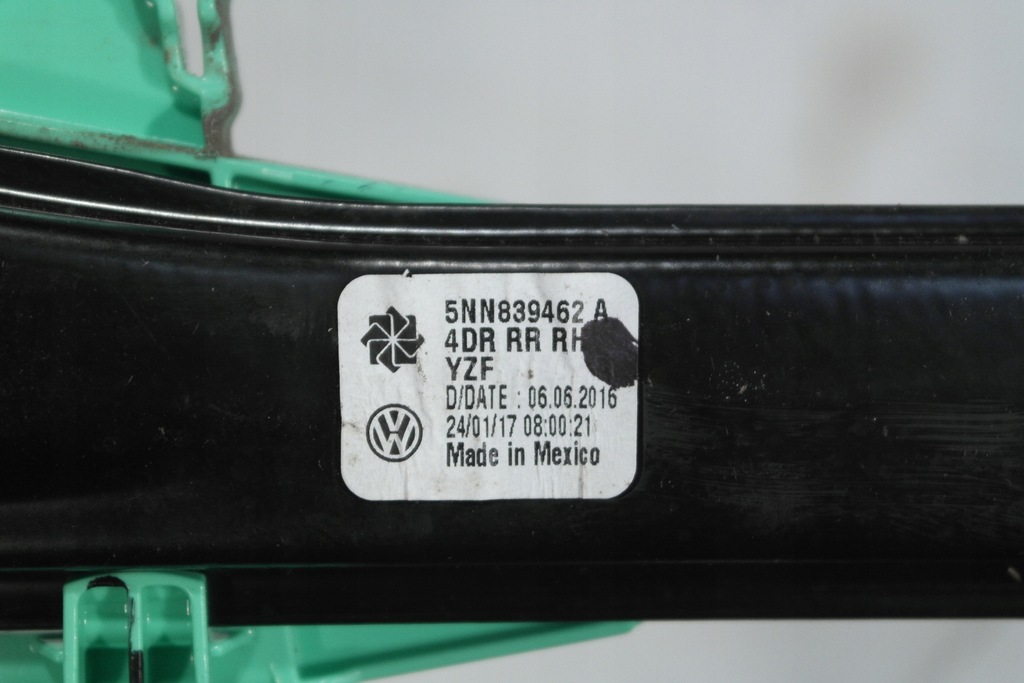 5NN839462 A
4DR RR RH
YZF
D/DATE : 06.06.2016
24/01/17 08:00:21
Made in Mexico